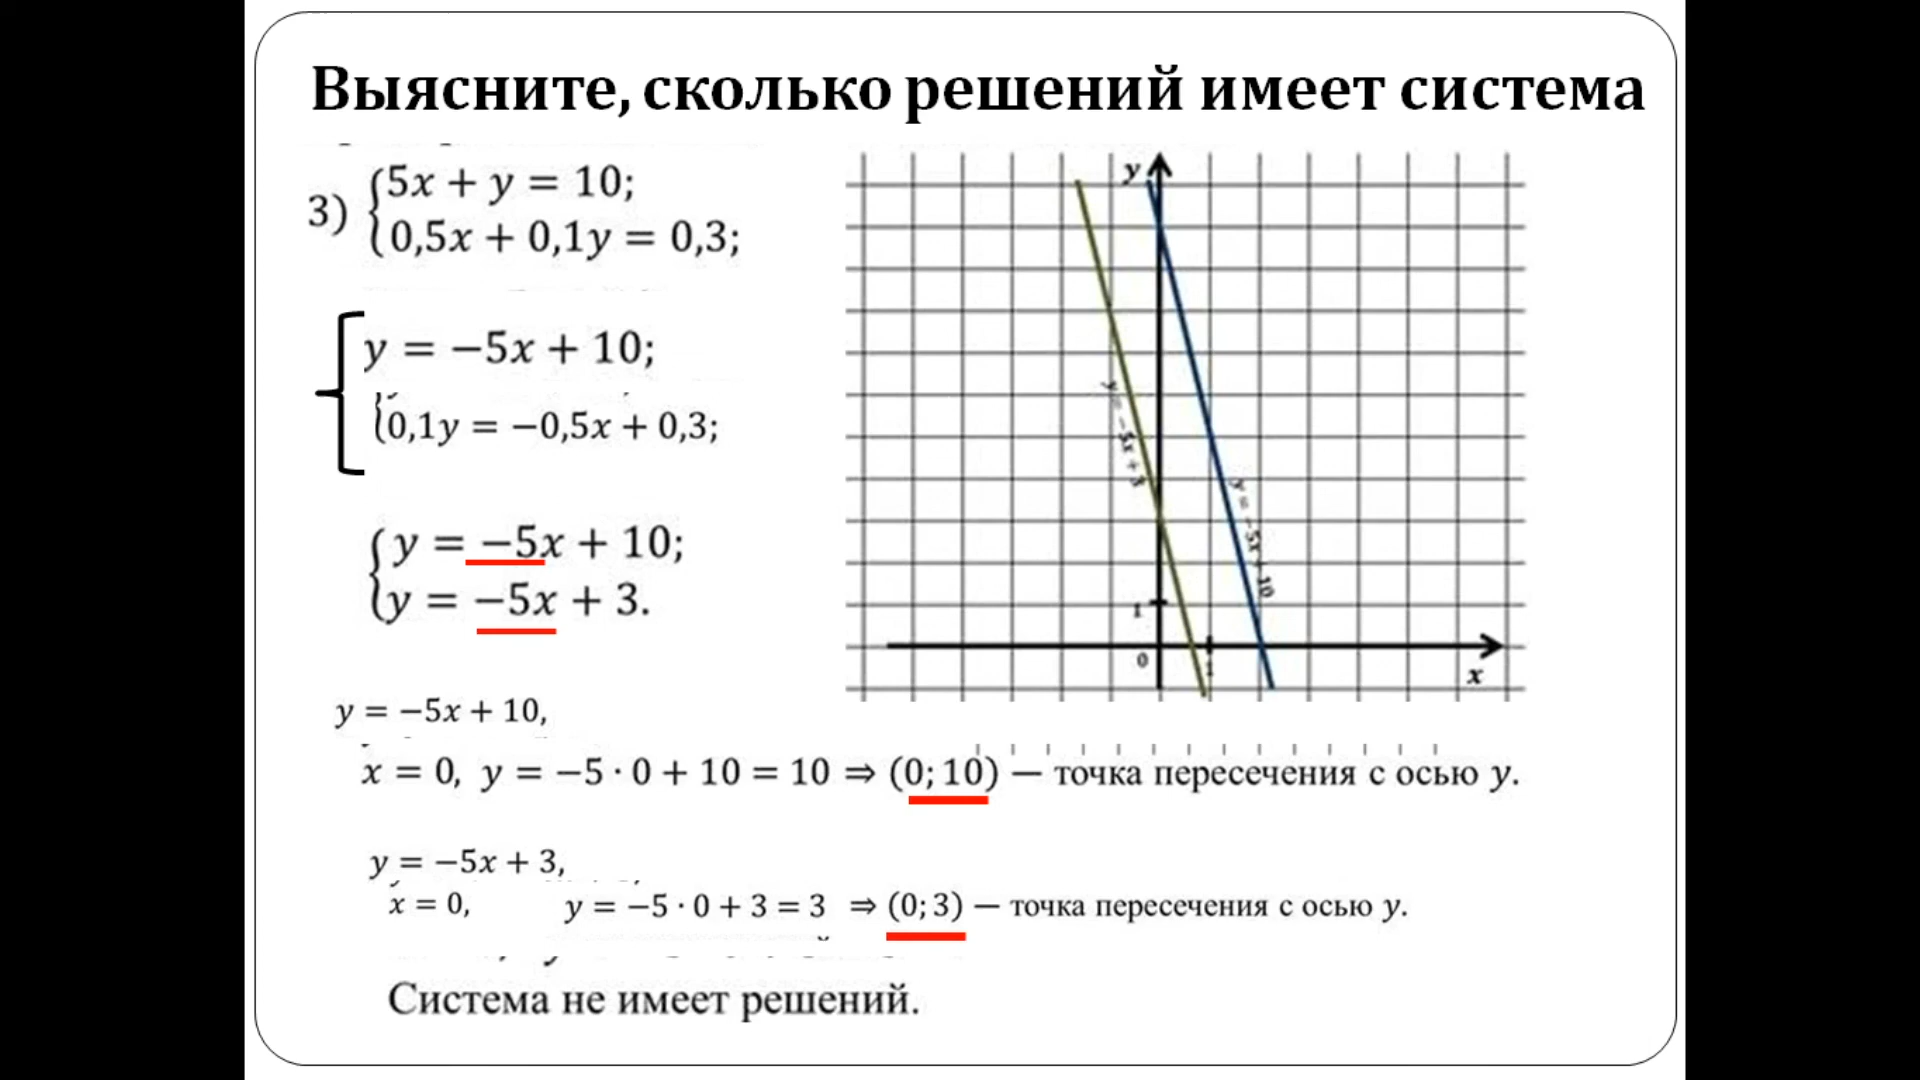 Выясните, сколько решений имеет система
3) {5x + y = 10;
{0,5x + 0,1y = 0,3;
{y = −5x + 10;
{0,1y = −0,5x + 0,3;
{y = −5x + 10;
{y = −5x + 3.
y
y = −5x + 3
y = −5x + 10
1
0
1
x
y = −5x + 10,
x = 0, y = −5 · 0 + 10 = 10 ⇒ (0; 10) — точка пересечения с осью y.
y = −5x + 3,
x = 0, y = −5 · 0 + 3 = 3 ⇒ (0; 3) — точка пересечения с осью y.
Система не имеет решений.